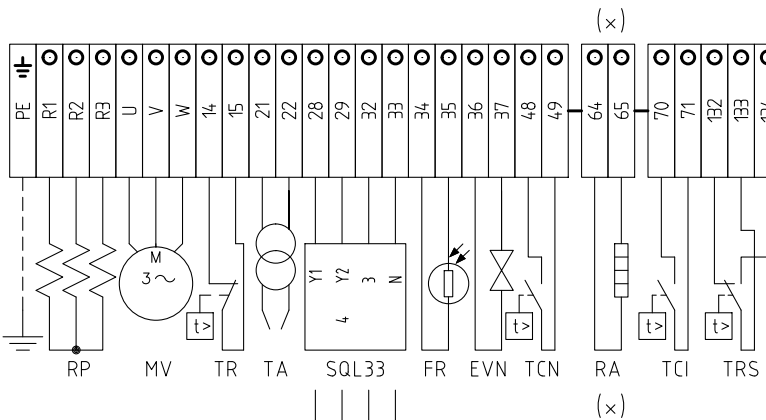 (x)
PE R1 R2 R3 U V W 14 15 21 22 28 29 32 33 34 35 36 37 48 49 64 65 70 71 132 133 134
M
3~
Y1 Y2 3 N
4
t> t> t> t>
RP MV TR TA SQL33 FR EVN TCN RA TCI TRS
(x)